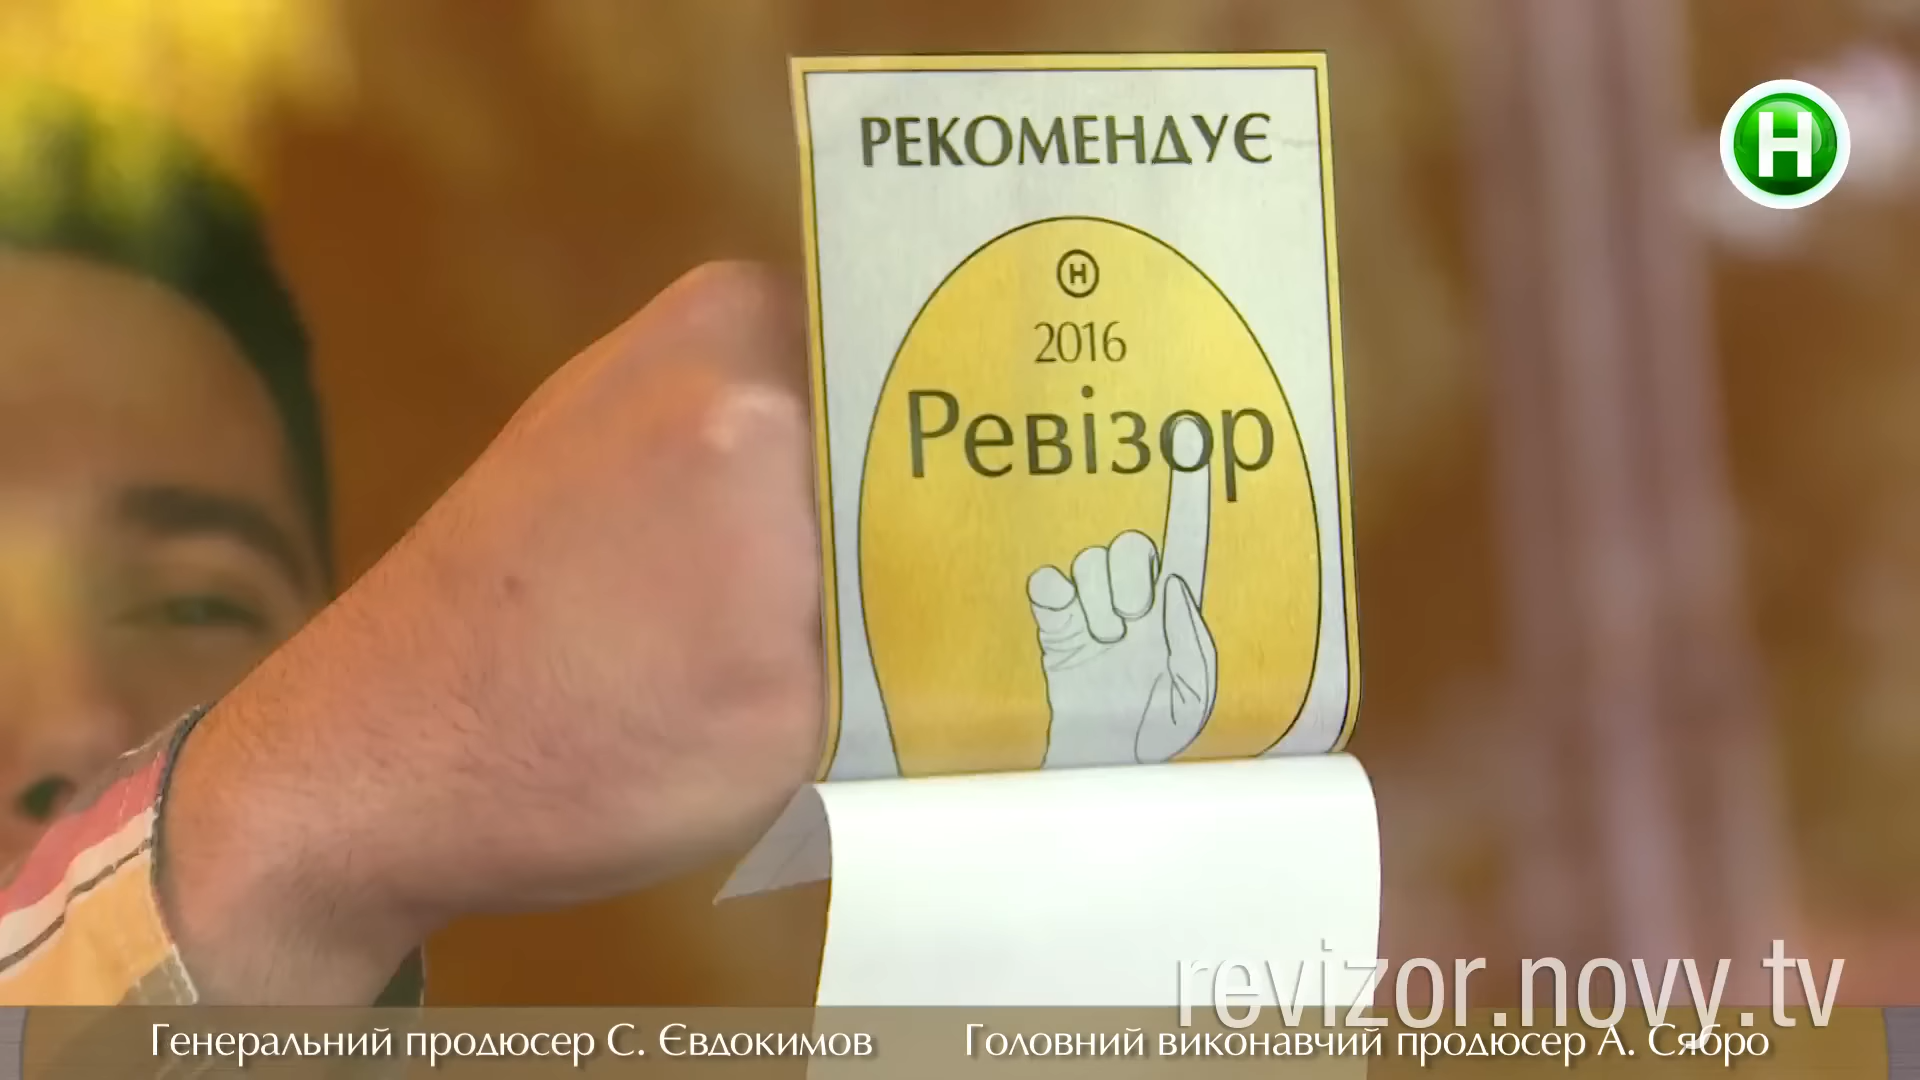 РЕКОМЕНДУЄ
Н
Н
2016
Ревізор
revizor.novy.tv
Генеральний продюсер С. Євдокимов
Головний виконавчий продюсер А. Сябро